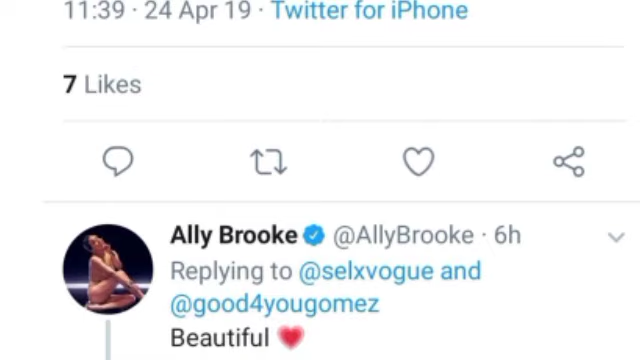 11:39 · 24 Apr 19 · Twitter for iPhone
7 Likes
Ally Brooke @AllyBrooke · 6h
Replying to @selxvogue and
@good4yougomez
Beautiful